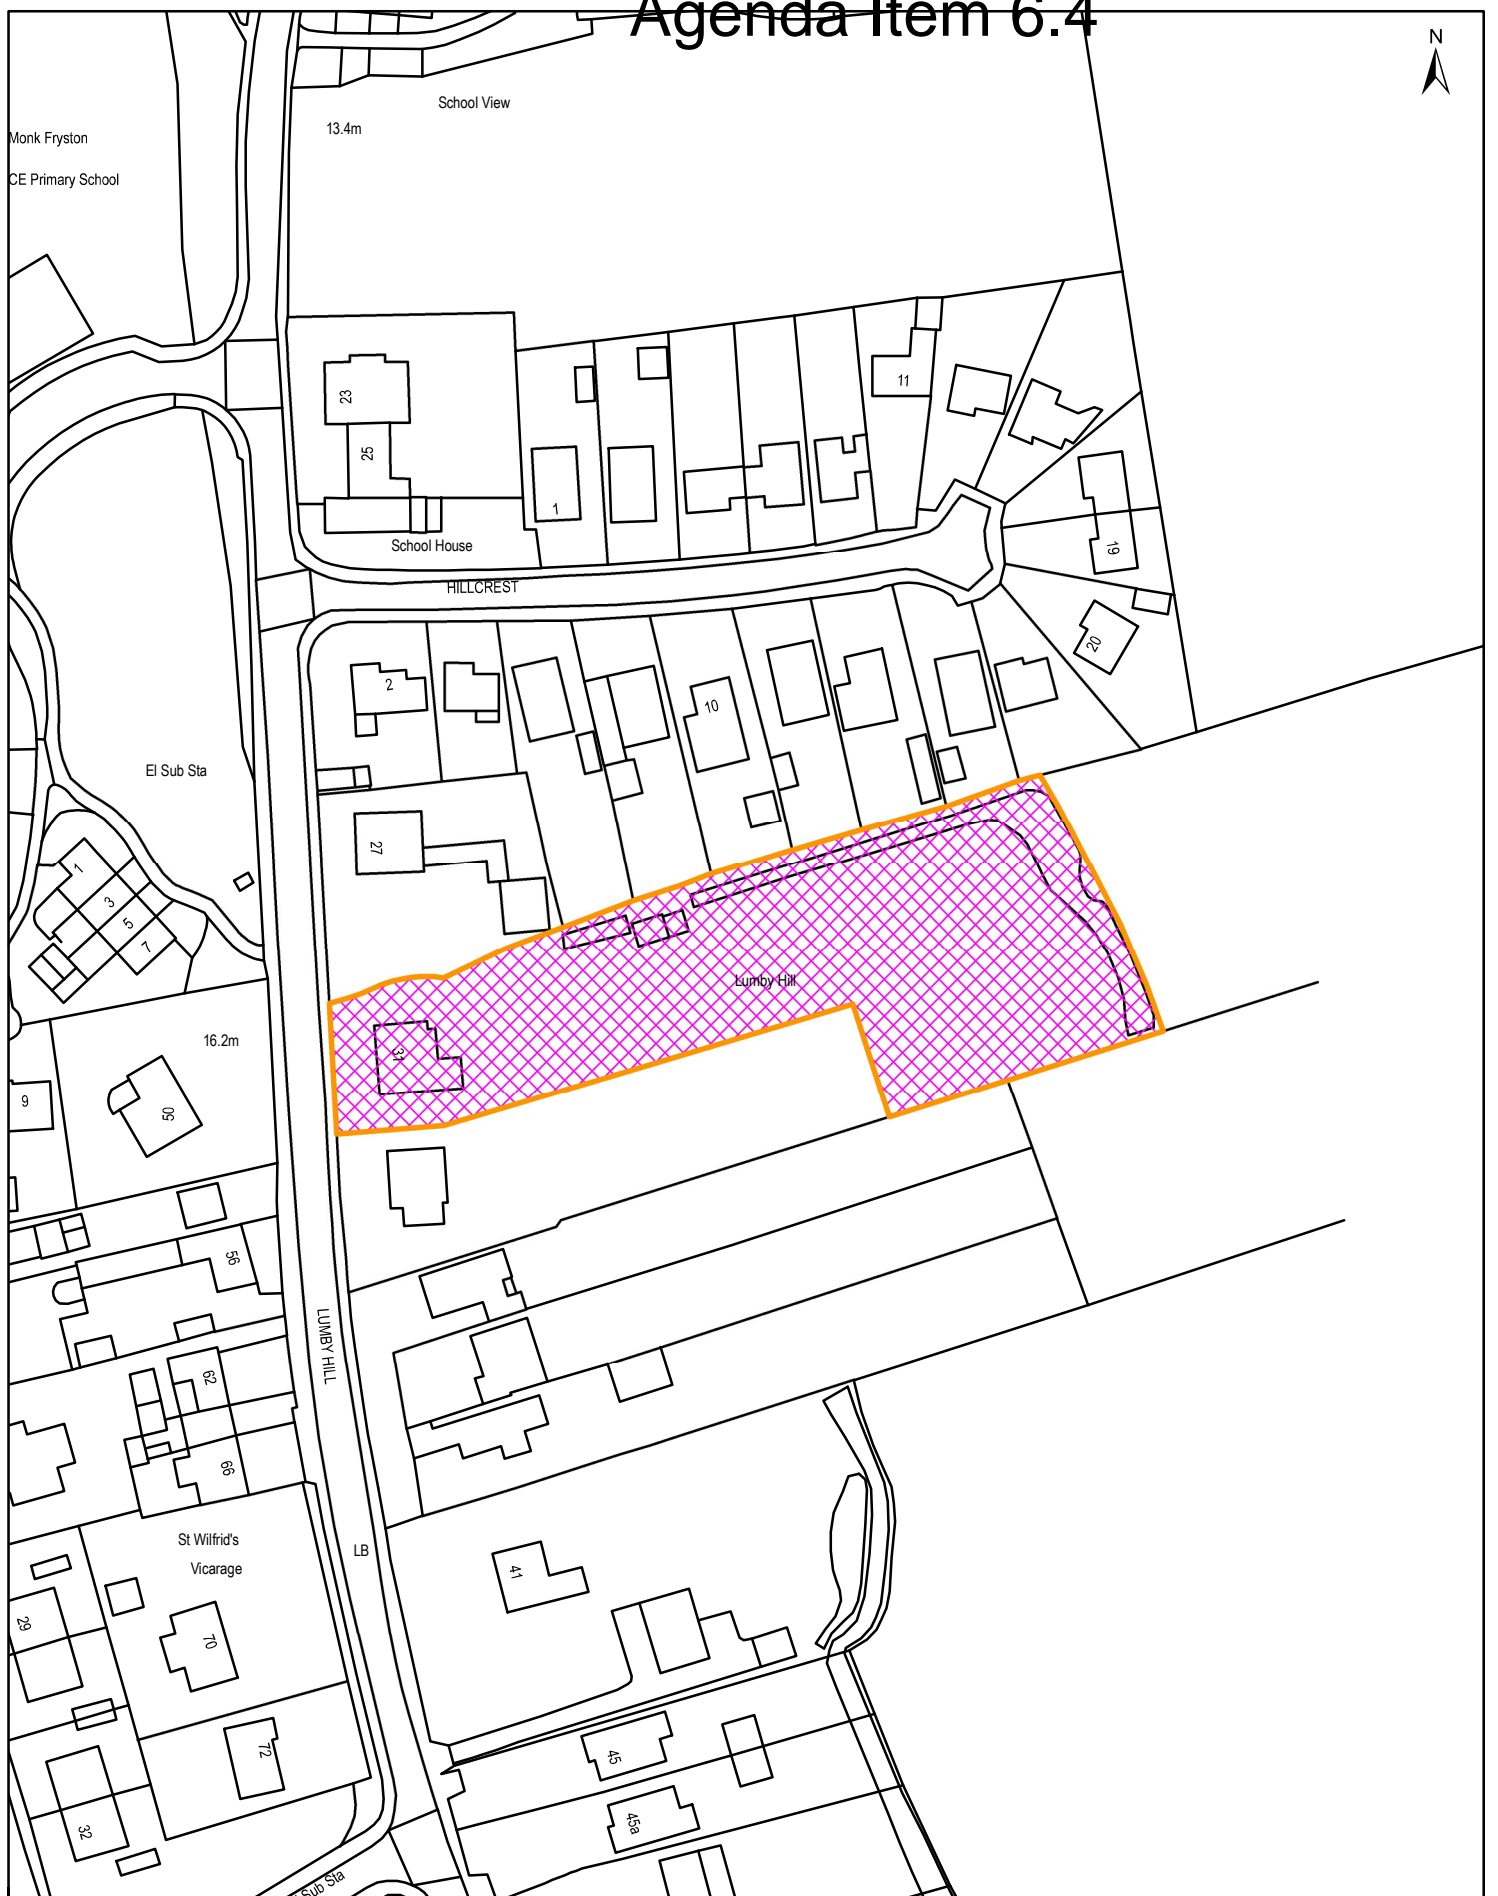 Agenda Item 6.4
N
School View
13.4m
Monk Fryston
CE Primary School
23
11
25
1
School House
19
HILLCREST
20
2
10
El Sub Sta
27
1
3
5
7
Lumby Hill
16.2m
31
9
50
56
LUMBY HILL
62
66
St Wilfrid's
Vicarage
LB
41
29
70
72
45
45a
32
Sub Sta